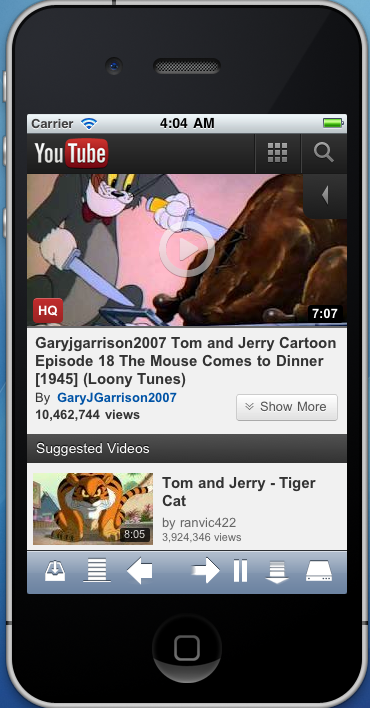 Carrier 4:04 AM
YouTube
HQ
7:07
Garyjgarrison2007 Tom and Jerry Cartoon
Episode 18 The Mouse Comes to Dinner
[1945] (Loony Tunes)
By GaryJGarrison2007
10,462,744 views
Show More
Suggested Videos
Tom and Jerry - Tiger
Cat
by ranvic422
3,924,346 views
8:05